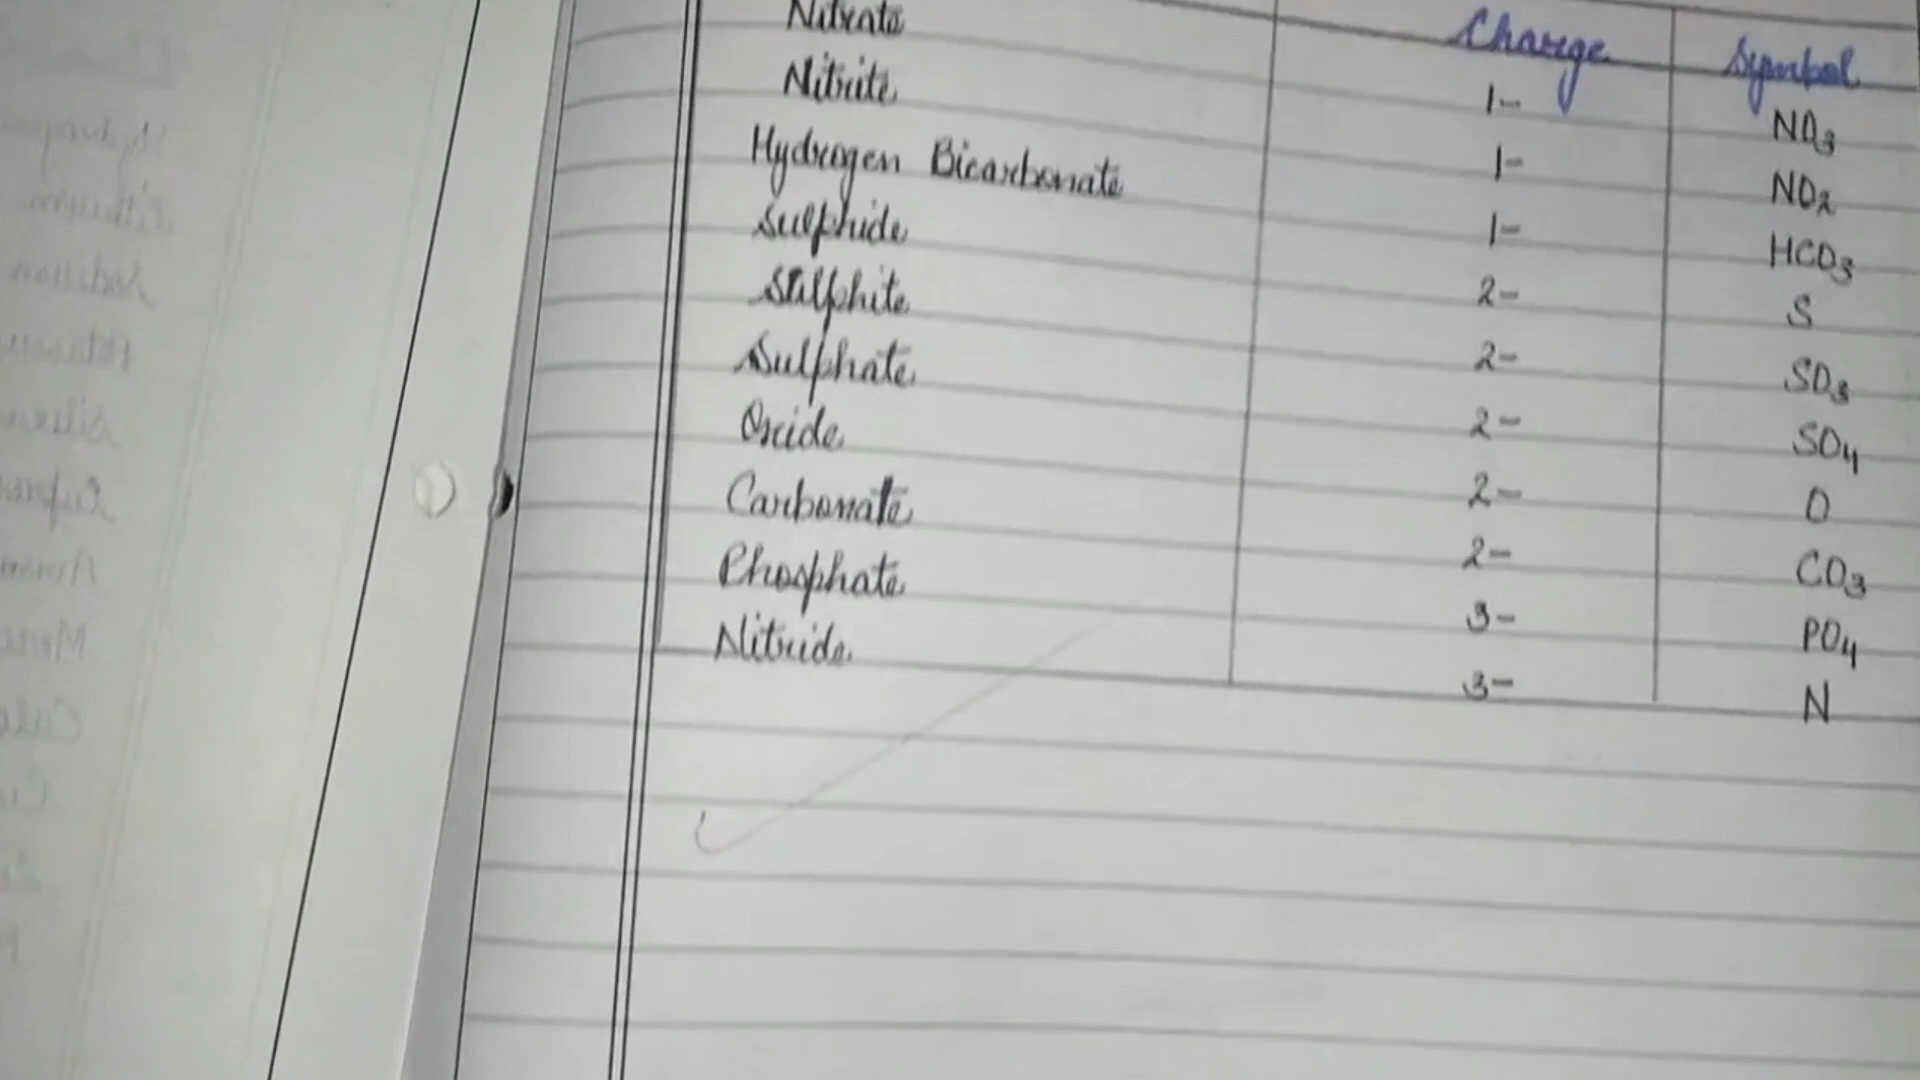 Charge Symbol
Nitrate 1- NO3
Nitrite 1- NO2
Hydrogen Bicarbonate 1- HCO3
Sulphide 2- S
Sulphite 2- SO3
Sulphate 2- SO4
Oxide 2- O
Carbonate 2- CO3
Phosphate 3- PO4
Nitride 3- N